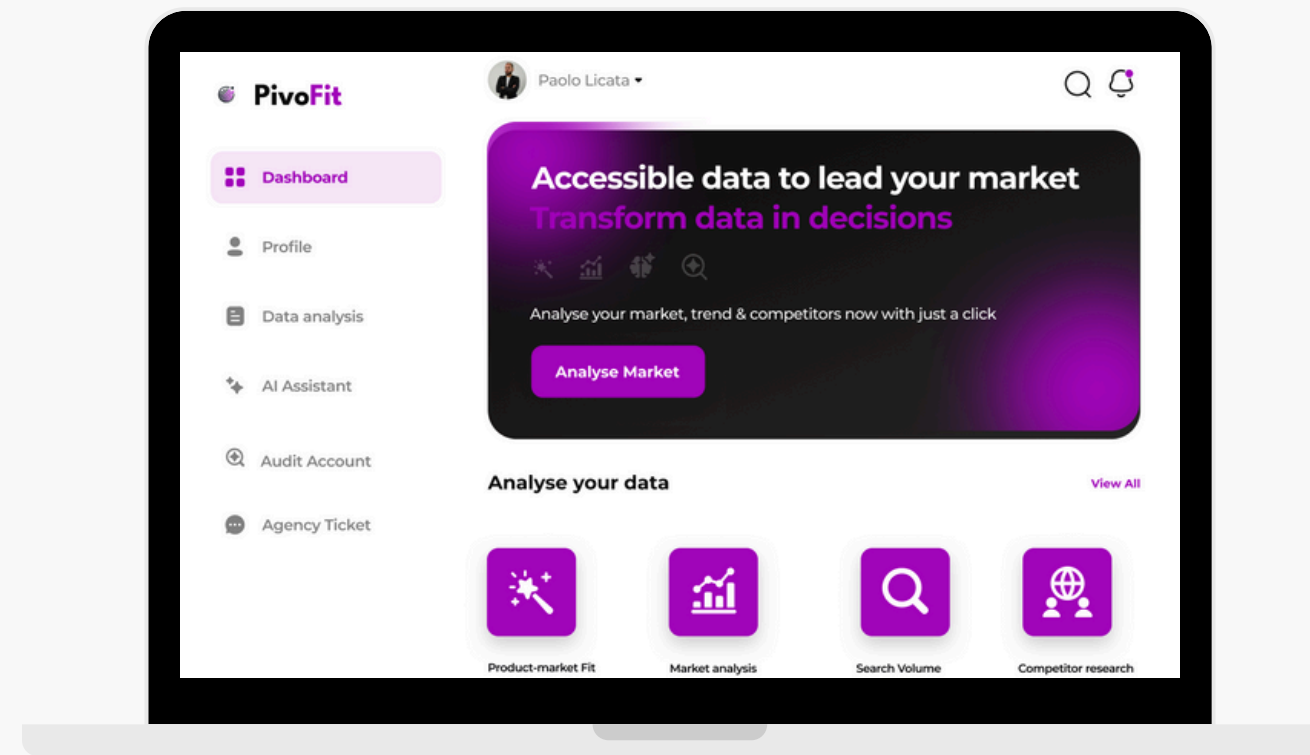 PivoFit
Dashboard
Profile
Data analysis
AI Assistant
Audit Account
Agency Ticket
Paolo Licata
Accessible data to lead your market
Transform data in decisions
Analyse your market, trend & competitors now with just a click
Analyse Market
Analyse your data
View All
Product-market Fit
Market analysis
Search Volume
Competitor research